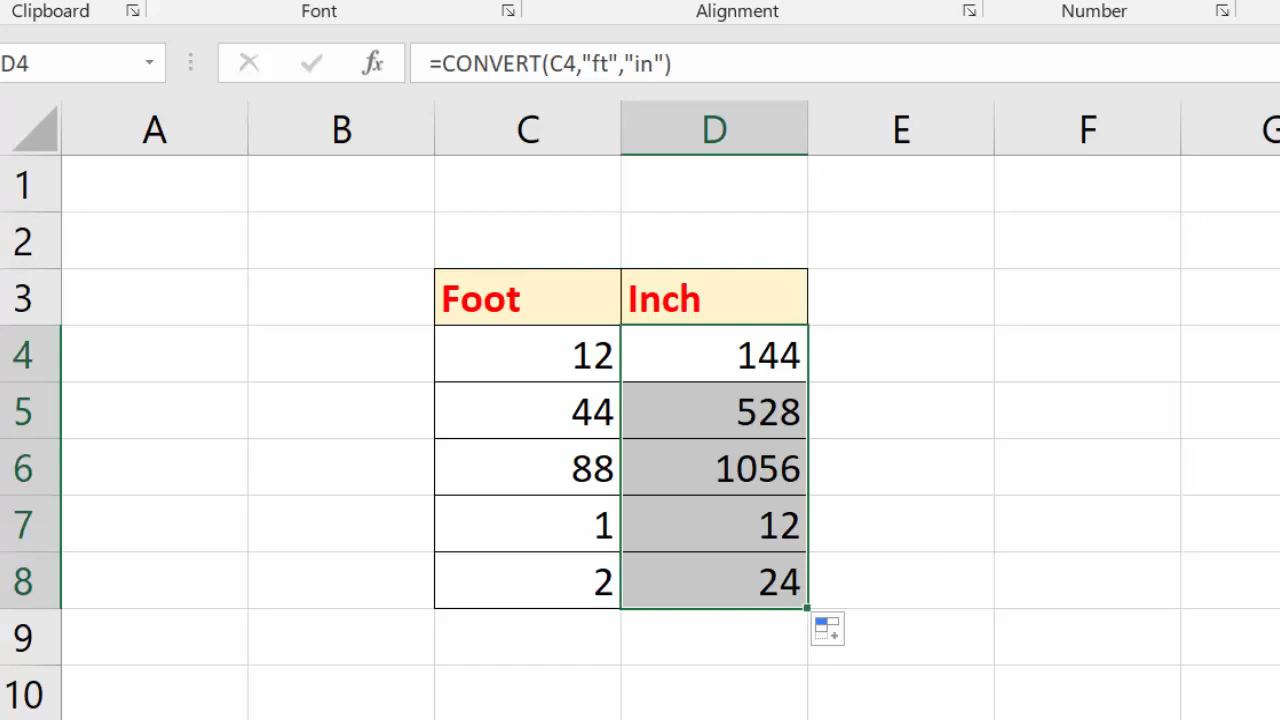 Clipboard Font Alignment Number
D4 fx =CONVERT(C4,"ft","in")
A B C D E F G
1
2
3 Foot Inch
4 12 144
5 44 528
6 88 1056
7 1 12
8 2 24
9
10